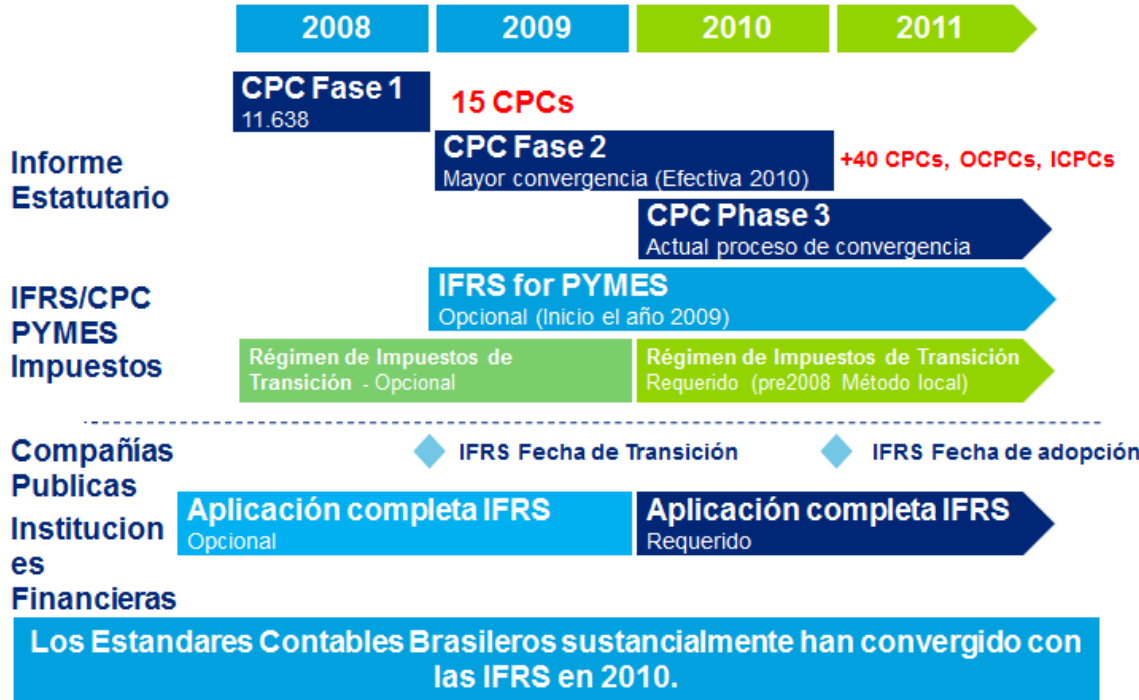 2008 2009 2010 2011
CPC Fase 1
11.638
15 CPCs
Informe
Estatutario
CPC Fase 2
Mayor convergencia (Efectiva 2010)
+40 CPCs, OCPCs, ICPCs
CPC Phase 3
Actual proceso de convergencia
IFRS/CPC
PYMES
Impuestos
IFRS for PYMES
Opcional (Inicio el año 2009)
Régimen de Impuestos de
Transición - Opcional
Régimen de Impuestos de Transición
Requerido (pre2008 Método local)
Compañías
Publicas
IFRS Fecha de Transición
IFRS Fecha de adopción
Institucion
es
Financieras
Aplicación completa IFRS
Opcional
Aplicación completa IFRS
Requerido
Los Estandares Contables Brasileros sustancialmente han convergido con
las IFRS en 2010.